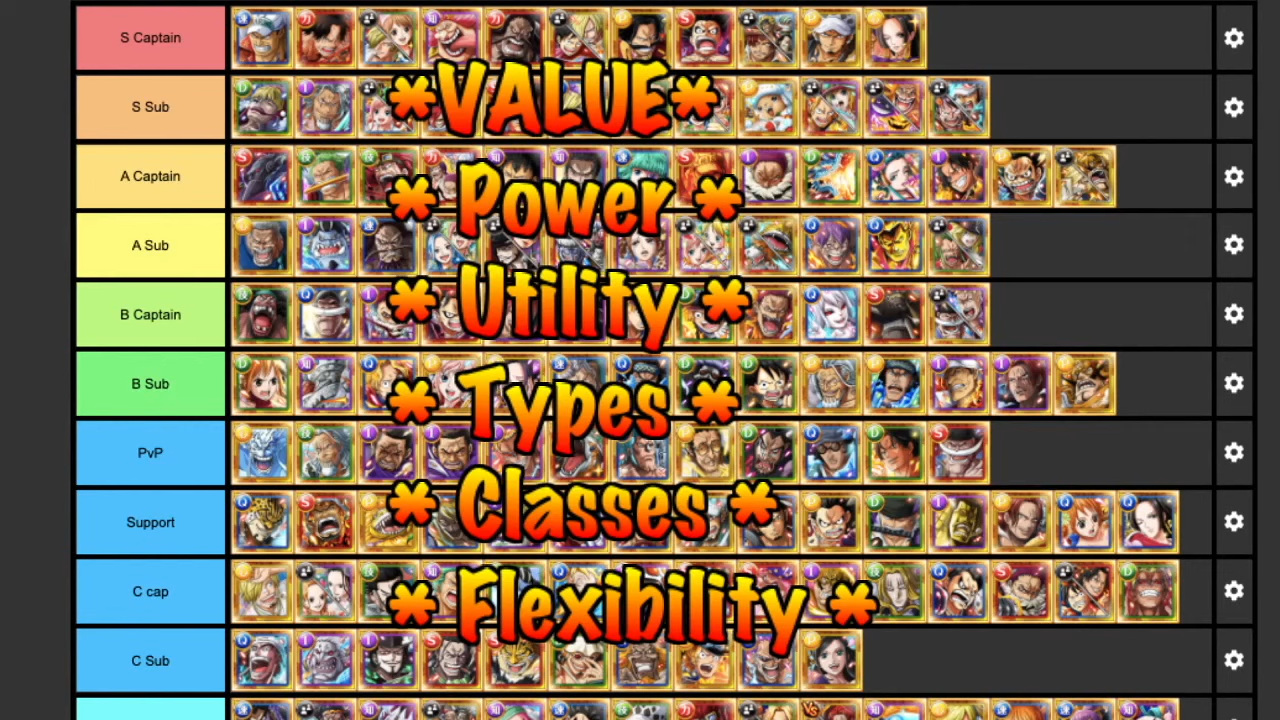 S Captain
*VALUE*
S Sub
A Captain
* Power *
A Sub
* Utility *
B Captain
B Sub
* Types *
PvP
* Classes *
Support
* Flexibility *
C cap
C Sub